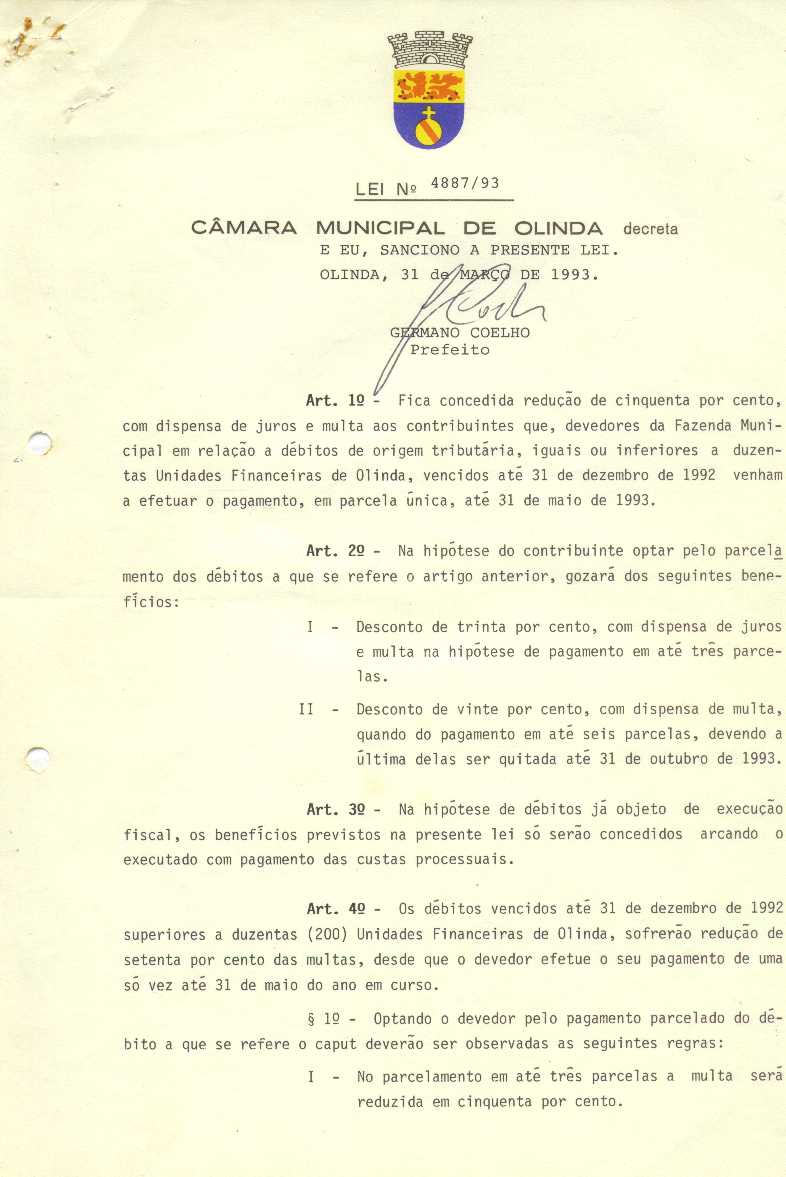 LEI Nº 4887/93
CÂMARA MUNICIPAL DE OLINDA decreta
E EU, SANCIONO A PRESENTE LEI.
OLINDA, 31 de MARÇO DE 1993.
GERMANO COELHO
Prefeito
Art. 1º - Fica concedida redução de cinquenta por cento,
com dispensa de juros e multa aos contribuintes que, devedores da Fazenda Muni-
cipal em relação a débitos de origem tributária, iguais ou inferiores a duzen-
tas Unidades Financeiras de Olinda, vencidos até 31 de dezembro de 1992 venham
a efetuar o pagamento, em parcela única, até 31 de maio de 1993.
Art. 2º - Na hipótese do contribuinte optar pelo parcela
mento dos débitos a que se refere o artigo anterior, gozará dos seguintes bene-
fícios:
I - Desconto de trinta por cento, com dispensa de juros
e multa na hipótese de pagamento em até três parce-
las.
II - Desconto de vinte por cento, com dispensa de multa,
quando do pagamento em até seis parcelas, devendo a
última delas ser quitada até 31 de outubro de 1993.
Art. 3º - Na hipótese de débitos já objeto de execução
fiscal, os benefícios previstos na presente lei só serão concedidos arcando o
executado com pagamento das custas processuais.
Art. 4º - Os débitos vencidos até 31 de dezembro de 1992
superiores a duzentas (200) Unidades Financeiras de Olinda, sofrerão redução de
setenta por cento das multas, desde que o devedor efetue o seu pagamento de uma
só vez até 31 de maio do ano em curso.
§ 1º - Optando o devedor pelo pagamento parcelado do dé-
bito a que se refere o caput deverão ser observadas as seguintes regras:
I - No parcelamento em até três parcelas a multa será
reduzida em cinquenta por cento.